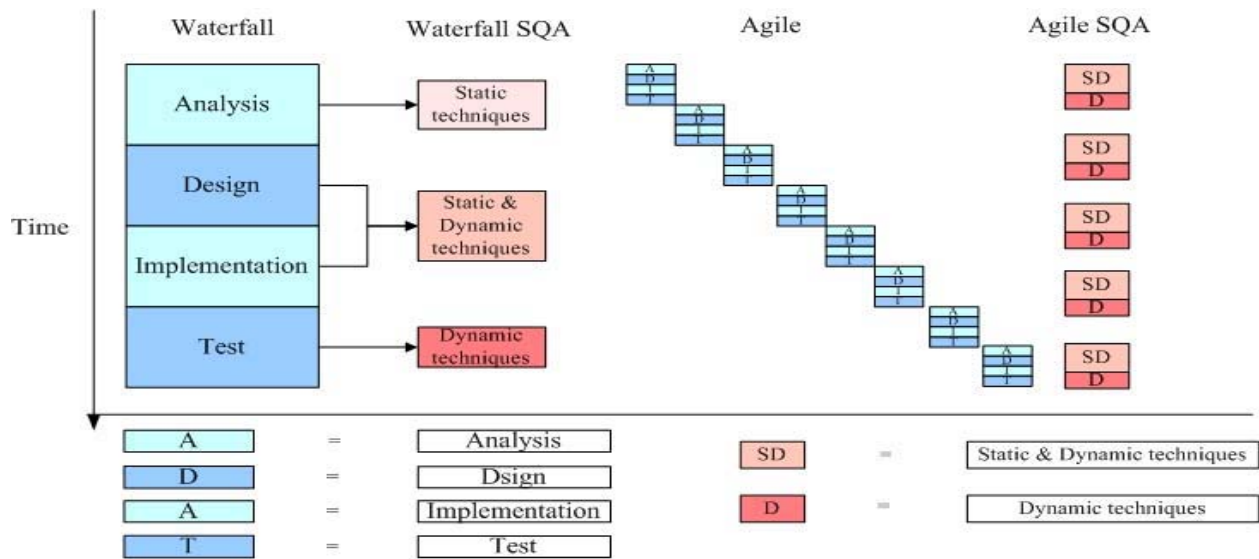 Waterfall
Waterfall SQA
Agile
Agile SQA
Time
Analysis
Design
Implementation
Test
Static
techniques
Static &
Dynamic
techniques
Dynamic
techniques
A
D
I
T
A
D
I
T
A
D
I
T
A
D
I
T
A
D
I
T
A
D
I
T
A
D
I
T
A
D
I
T
SD
D
SD
D
SD
D
SD
D
SD
D
A = Analysis
D = Dsign
A = Implementation
T = Test
SD = Static & Dynamic techniques
D = Dynamic techniques